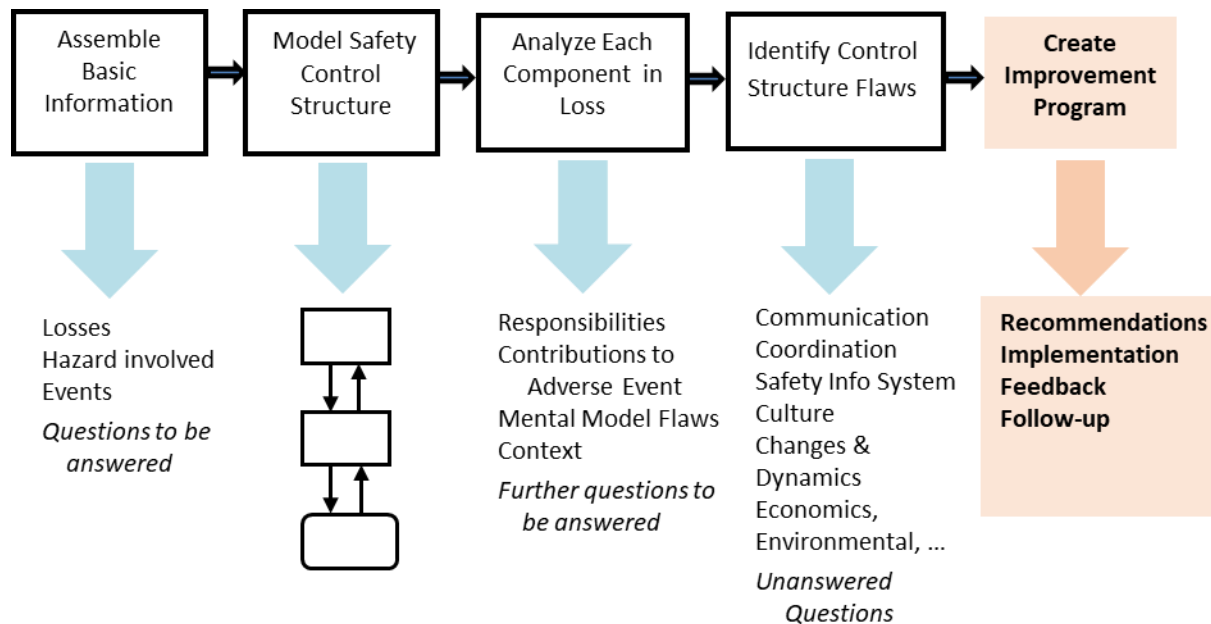 Assemble
Basic
Information
Model Safety
Control
Structure
Analyze Each
Component in
Loss
Identify Control
Structure Flaws
Create
Improvement
Program
Losses
Hazard involved
Events
Questions to be
answered
Responsibilities
Contributions to
Adverse Event
Mental Model Flaws
Context
Further questions to
be answered
Communication
Coordination
Safety Info System
Culture
Changes &
Dynamics
Economics,
Environmental, ...
Unanswered
Questions
Recommendations
Implementation
Feedback
Follow-up